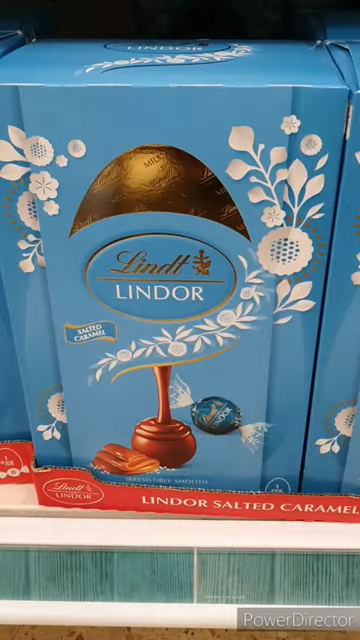 LINDOR
MILK
Lindt
LINDOR
SALTED
CARAMEL
LINDOR
IRRESISTIBLY SMOOTH
Lindt
LINDOR
LINDOR SALTED CARAMEL
PowerDirector